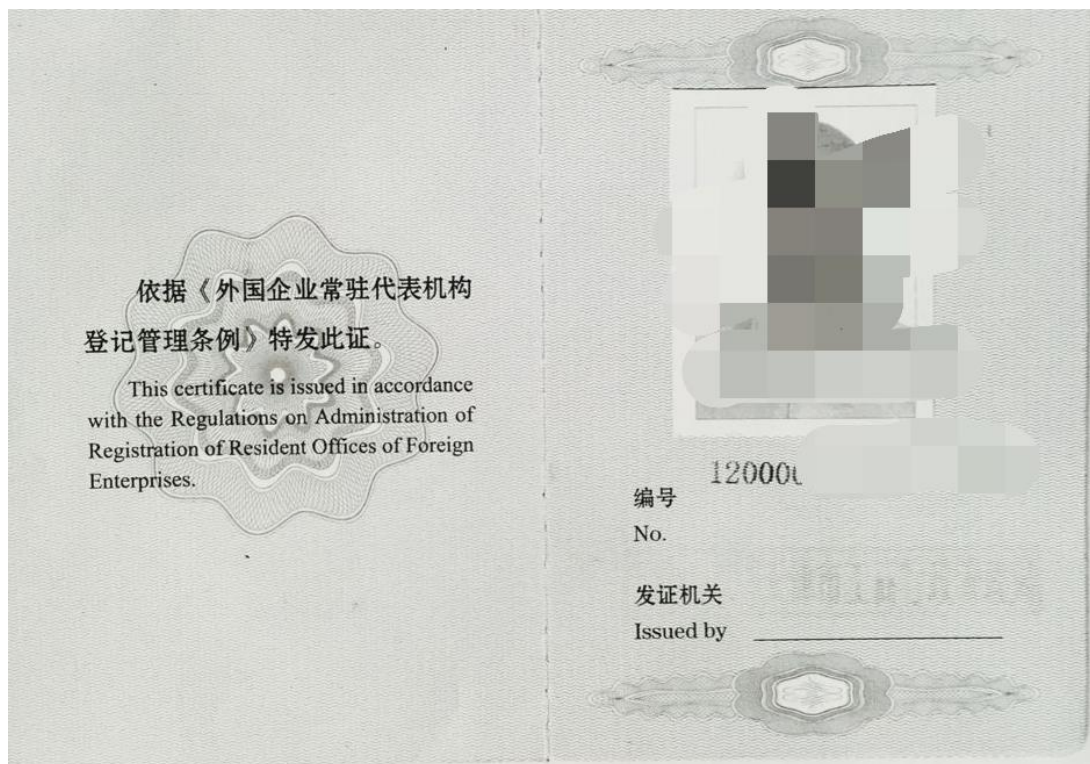 依据《外国企业常驻代表机构
登记管理条例》特发此证。
This certificate is issued in accordance
with the Regulations on Administration of
Registration of Resident Offices of Foreign
Enterprises.
12000
编号
No.
发证机关
Issued by